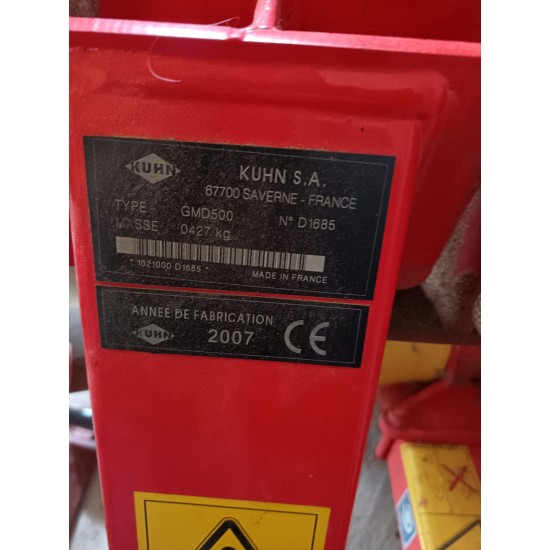 KUHN
KUHN S.A.
67700 SAVERNE - FRANCE
TYPE : GMD500 N° D1685
MASSE 0427 kg
* 1021000 D1685 *
MADE IN FRANCE
ANNEE DE FABRICATION
KUHN 2007 CE